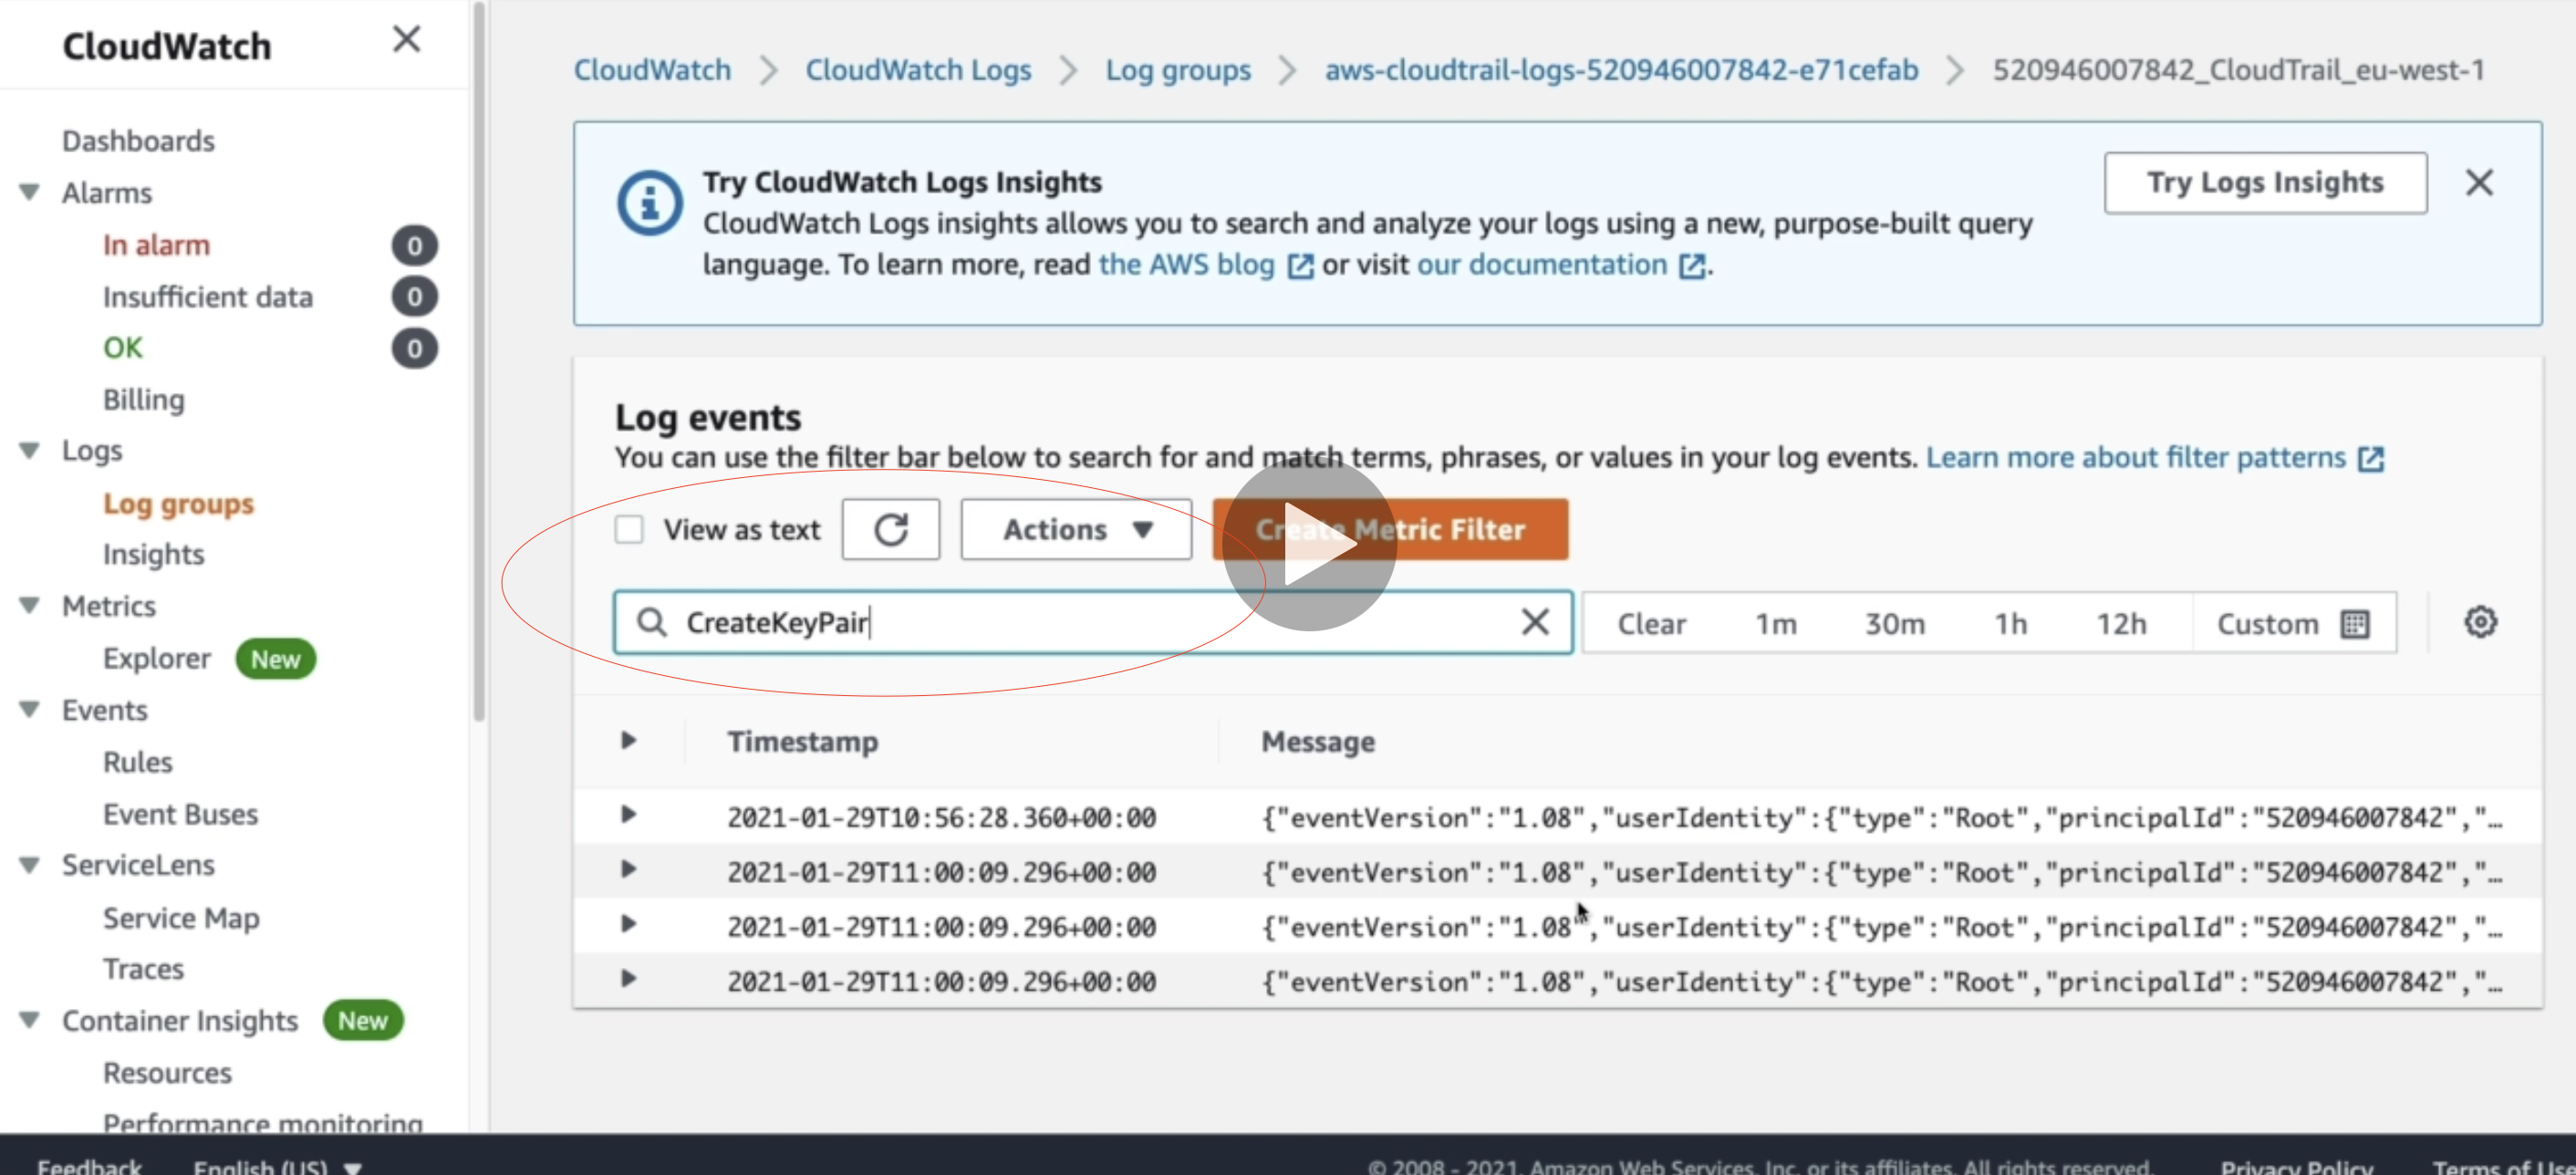 CloudWatch
Dashboards
Alarms
In alarm 0
Insufficient data 0
OK 0
Billing
Logs
Log groups
Insights
Metrics
Explorer New
Events
Rules
Event Buses
ServiceLens
Service Map
Traces
Container Insights New
Resources
Performance monitoring
CloudWatch CloudWatch Logs Log groups aws-cloudtrail-logs-520946007842-e71cefab 520946007842_CloudTrail_eu-west-1
Try CloudWatch Logs Insights
CloudWatch Logs insights allows you to search and analyze your logs using a new, purpose-built query
language. To learn more, read the AWS blog or visit our documentation.
Try Logs Insights
Log events
You can use the filter bar below to search for and match terms, phrases, or values in your log events. Learn more about filter patterns
View as text Actions Create Metric Filter
CreateKeyPair Clear 1m 30m 1h 12h Custom
Timestamp Message
2021-01-29T10:56:28.360+00:00 {"eventVersion":"1.08","userIdentity":{"type":"Root","principalId":"520946007842","…
2021-01-29T11:00:09.296+00:00 {"eventVersion":"1.08","userIdentity":{"type":"Root","principalId":"520946007842","…
2021-01-29T11:00:09.296+00:00 {"eventVersion":"1.08","userIdentity":{"type":"Root","principalId":"520946007842","…
2021-01-29T11:00:09.296+00:00 {"eventVersion":"1.08","userIdentity":{"type":"Root","principalId":"520946007842","…
Feedback English (US) © 2008 - 2021, Amazon Web Services, Inc. or its affiliates. All rights reserved. Privacy Policy Terms of Us